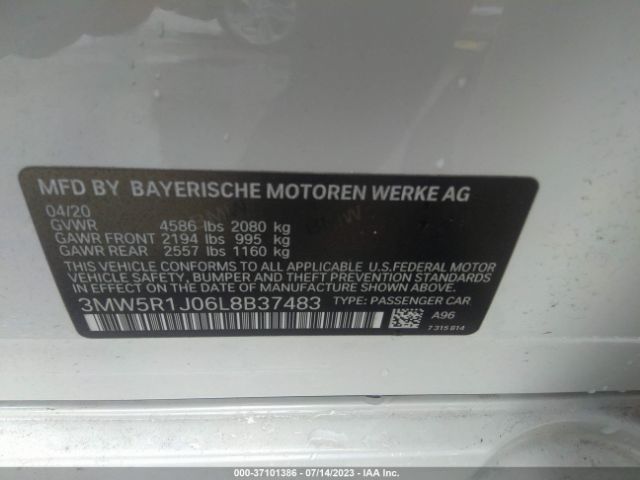 MFD BY BAYERISCHE MOTOREN WERKE AG
04/20
GVWR 4586 lbs 2080 kg
GAWR FRONT 2194 lbs 995 kg
GAWR REAR 2557 lbs 1160 kg
THIS VEHICLE CONFORMS TO ALL APPLICABLE U.S.FEDERAL MOTOR
VEHICLE SAFETY, BUMPER AND THEFT PREVENTION STANDARDS
IN EFFECT ON THE DATE OF MANUFACTURE SHOWN ABOVE.
3MW5R1J06L8B37483 TYPE: PASSENGER CAR
A96
7 315 814
000-37101386 - 07/14/2023 - IAA Inc.